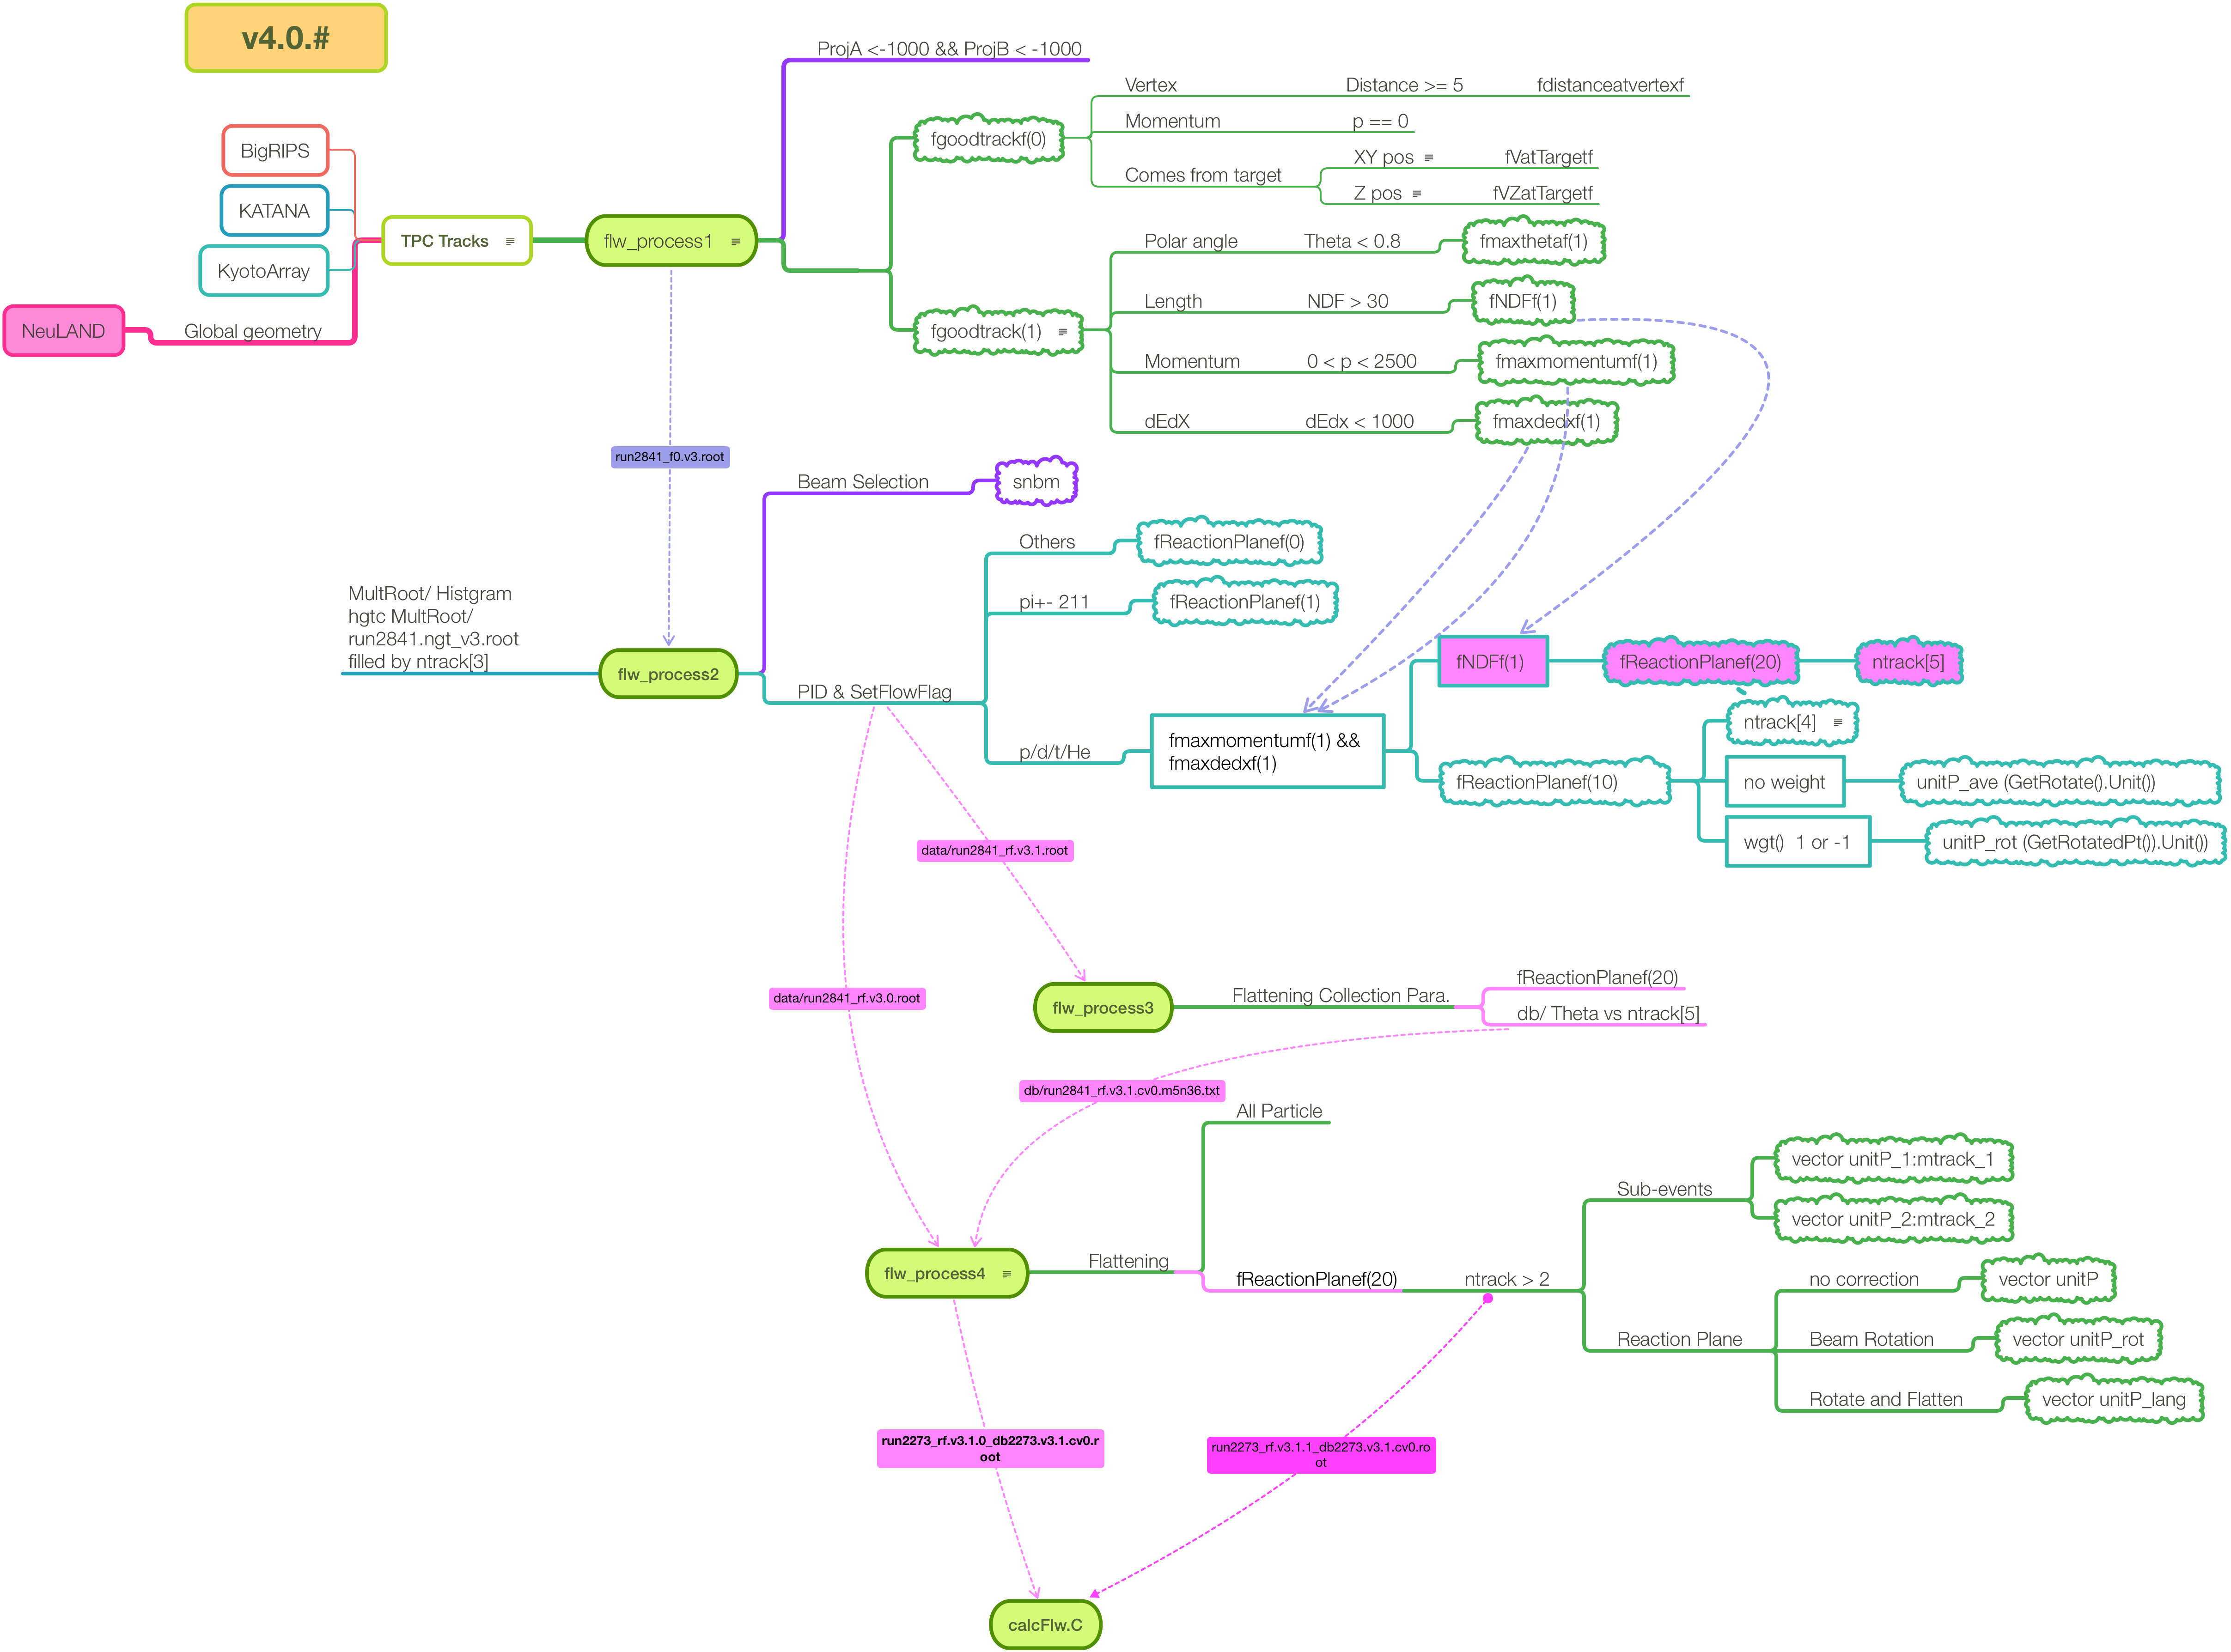 v4.0.#
ProjA <-1000 && ProjB < -1000
Vertex
Distance >= 5
fdistanceatvertexf
Momentum
p == 0
fgoodtrackf(0)
Comes from target
XY pos
fVatTargetf
Z pos
fVZatTargetf
BigRIPS
KATANA
KyotoArray
NeuLAND
Global geometry
TPC Tracks
flw_process1
fgoodtrack(1)
Polar angle
Theta < 0.8
fmaxthetaf(1)
Length
NDF > 30
fNDFf(1)
Momentum
0 < p < 2500
fmaxmomentumf(1)
dEdX
dEdx < 1000
fmaxdedxf(1)
run2841_f0.v3.root
Beam Selection
snbm
Others
fReactionPlanef(0)
pi+- 211
fReactionPlanef(1)
MultRoot/ Histgram
hgtc MultRoot/
run2841.ngt_v3.root
filled by ntrack[3]
flw_process2
PID & SetFlowFlag
p/d/t/He
fmaxmomentumf(1) &&
fmaxdedxf(1)
fNDFf(1)
fReactionPlanef(20)
ntrack[5]
fReactionPlanef(10)
ntrack[4]
no weight
unitP_ave (GetRotate().Unit())
wgt()  1 or -1
unitP_rot (GetRotatedPt()).Unit())
data/run2841_rf.v3.1.root
data/run2841_rf.v3.0.root
flw_process3
Flattening Collection Para.
fReactionPlanef(20)
db/ Theta vs ntrack[5]
db/run2841_rf.v3.1.cv0.m5n36.txt
All Particle
flw_process4
Flattening
fReactionPlanef(20)
ntrack > 2
Sub-events
vector unitP_1:mtrack_1
vector unitP_2:mtrack_2
Reaction Plane
no correction
vector unitP
Beam Rotation
vector unitP_rot
Rotate and Flatten
vector unitP_lang
run2273_rf.v3.1.0_db2273.v3.1.cv0.r
oot
run2273_rf.v3.1.1_db2273.v3.1.cv0.ro
ot
calcFlw.C